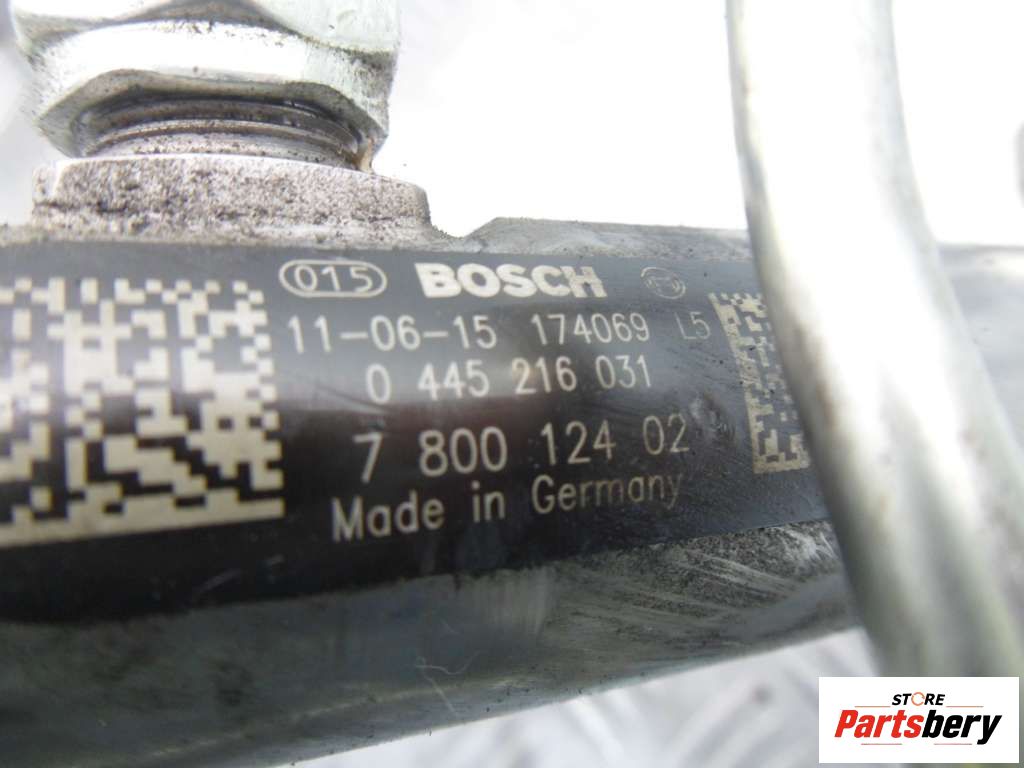 015 BOSCH
11-06-15 174069 L5
0 445 216 031
7 800 124 02
Made in Germany
STORE
Partsbery